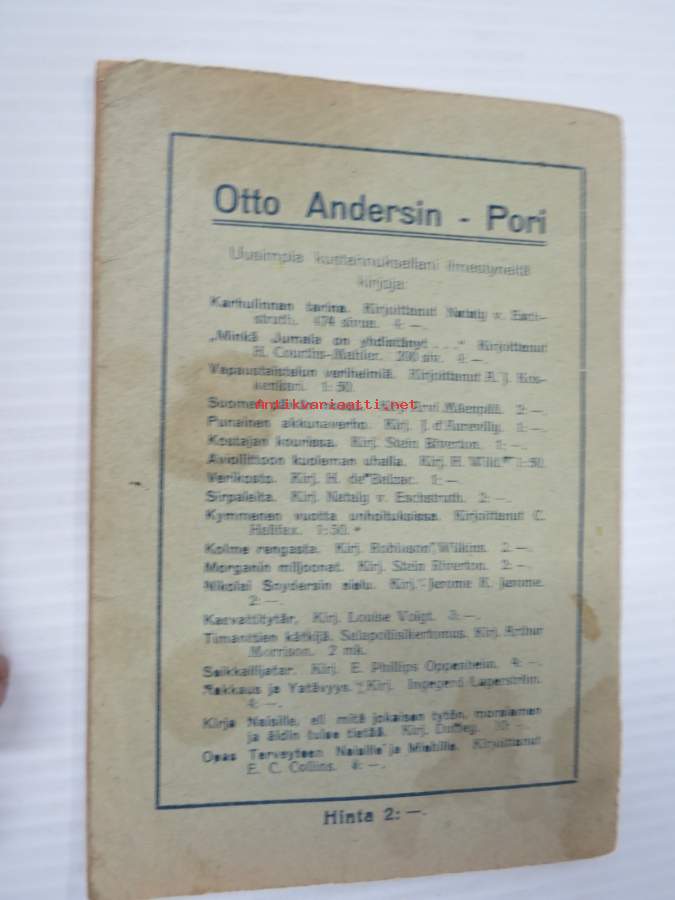 Otto Andersin - Pori
Uusimpia kustannuksellani ilmestyneitä
kirjoja:
Karhulinnan tarina. Kirjoittanut Nataly v. Esch-
struth. 474 sivua. 4: —.
„Minkä Jumala on yhdistänyt . . ." Kirjoittanut
H. Courths-Mahler. 200 siv. 4: —.
Vapaustaistelun verihelmiä. Kirjoittanut A. J. Kos-
kenkari. 1: 50.
Antikvariaatti.net
Suomen 2: —.
Punainen akkunaverho. Kirj. J. d'Aurevilly. 1: —.
Kostajan kourissa. Kirj. Stein Riverton. 1: —.
Avioliittoon kuoleman uhalla. Kirj. H. Wild. 1: 50.
Verikosto. Kirj. H. de Balzac. 1: —.
Sirpaleita. Kirj. Nataly v. Eschstruth. 2: —.
Kymmenen vuotta unhoituksissa. Kirjoittanut C.
Halifax. 1: 50.
Kolme rengasta. Kirj. Robinson, Wilkins. 2: —.
Morganin miljoonat. Kirj. Stein Riverton. 2: —.
Nikolai Snydersin sielu. Kirj. Jerome K. Jerome.
2: —.
Kasvattitytär. Kirj. Louise Voigt. 3: —.
Timanttien kätkijä. Salapoliisikertomus. Kirj. Arthur
Morrison. 2 mk.
Seikkailijatar. Kirj. E. Phillips Oppenheim. 4: —.
Rakkaus ja Ystävyys. Kirj. Ingegerd Lagerström.
4: —.
Kirja Naisille, eli mitä jokaisen tytön, morsiamen
ja äidin tulee tietää. Kirj. Duffey. 10: —.
Opas Terveyteen Naisille ja Miehille. Kirjoittanut
E. C. Collins. 4: —.
Hinta 2: —.